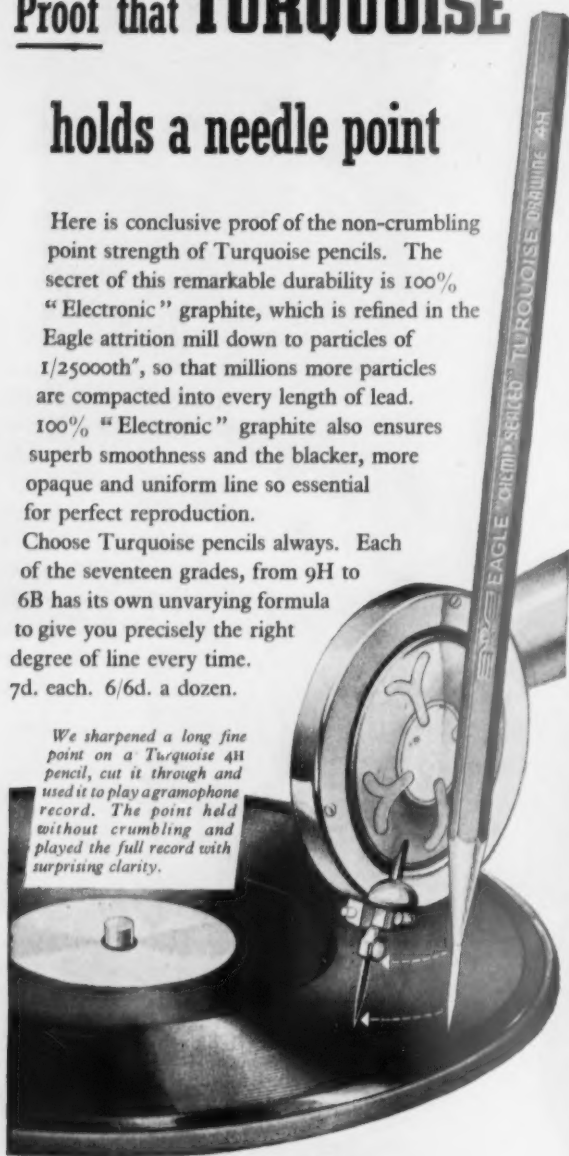 Proof that TURQUOISE
holds a needle point
Here is conclusive proof of the non-crumbling
point strength of Turquoise pencils. The
secret of this remarkable durability is 100%
“Electronic” graphite, which is refined in the
Eagle attrition mill down to particles of
1/25000th″, so that millions more particles
are compacted into every length of lead.
100% “Electronic” graphite also ensures
superb smoothness and the blacker, more
opaque and uniform line so essential
for perfect reproduction.
Choose Turquoise pencils always. Each
of the seventeen grades, from 9H to
6B has its own unvarying formula
to give you precisely the right
degree of line every time.
7d. each. 6/6d. a dozen.
We sharpened a long fine
point on a Turquoise 4H
pencil, cut it through and
used it to play a gramophone
record. The point held
without crumbling and
played the full record with
surprising clarity.
EAGLE "CHEMI-SEALED" TURQUOISE DRAWING 4H